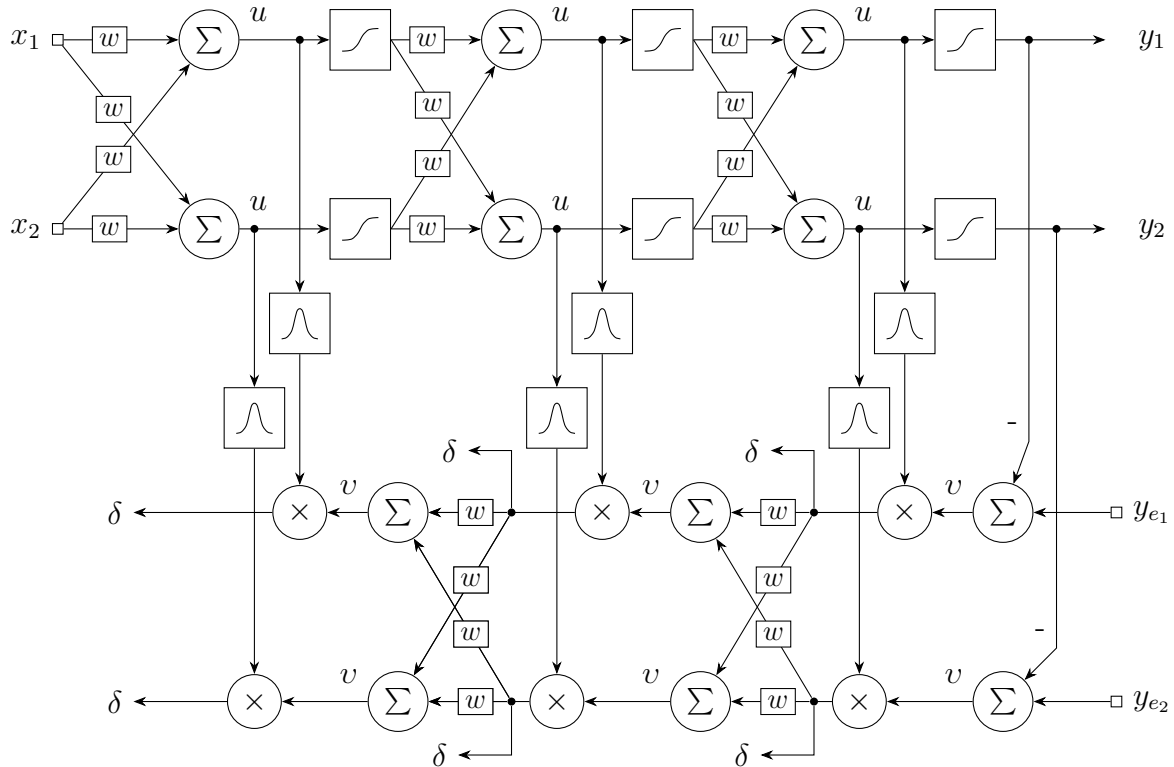 u u u
x₁ w Σ w Σ w Σ y₁
w w w
w w w
x₂ w Σ u w Σ u w Σ u y₂
-
δ δ
δ × υ Σ w × υ Σ w × υ Σ yₑ₁
w w
w w -
δ × υ Σ w × υ Σ w × υ Σ yₑ₂
δ δ